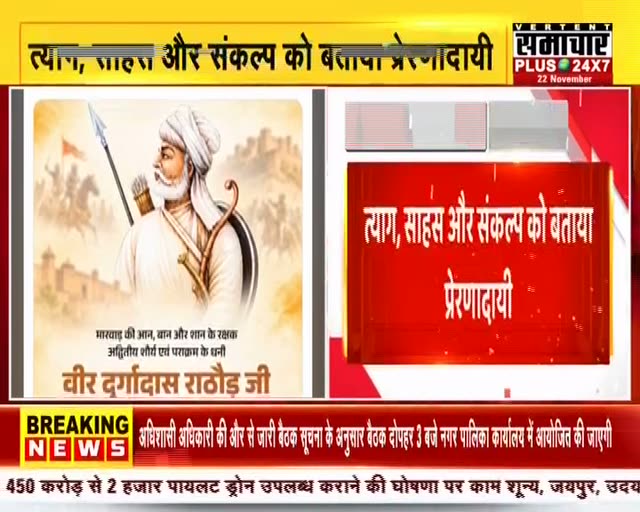 त्याग, साहस और संकल्प को बताया प्रेरणादायी
VERTENT
समाचार
PLUS 24X7
22 November
त्याग, साहस और संकल्प को बताया
प्रेरणादायी
मारवाड़ की आन, बान और शान के रक्षक
अद्वितीय शौर्य एवं पराक्रम के धनी
वीर दुर्गादास राठौड़ जी
BREAKING
NEWS
अधिशासी अधिकारी की और से जारी बैठक सूचना के अनुसार बैठक दोपहर 3 बजे नगर पालिका कार्यालय में आयोजित की जाएगी
450 करोड़ से 2 हजार पायलट ड्रोन उपलब्ध कराने की घोषणा पर काम शून्य, जयपुर, उदय